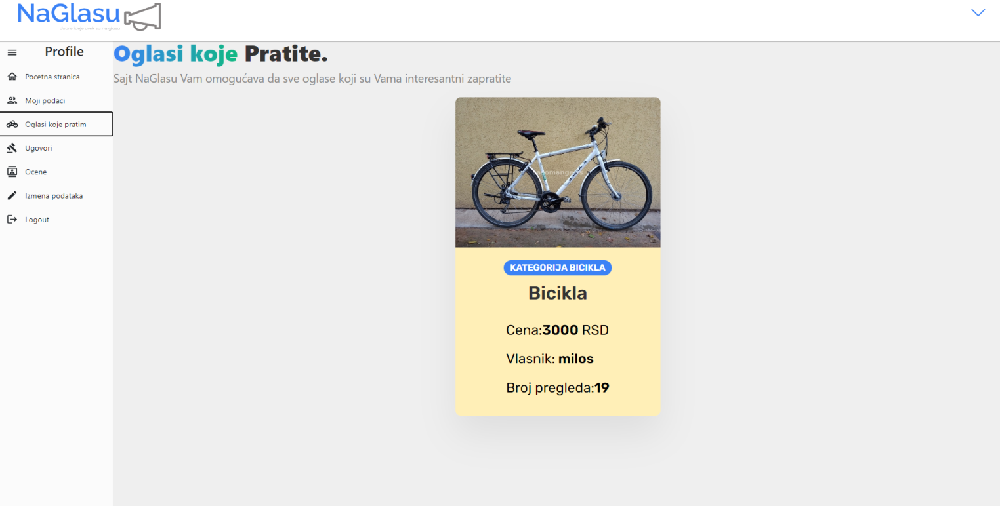 NaGlasu
dobre ideje uvek su na glasu
Profile
Pocetna stranica
Moji podaci
Oglasi koje pratim
Ugovori
Ocene
Izmena podataka
Logout
Oglasi koje Pratite.
Sajt NaGlasu Vam omogućava da sve oglase koji su Vama interesantni zapratite
KATEGORIJA BICIKLA
Bicikla
Cena:3000 RSD
Vlasnik: milos
Broj pregleda:19